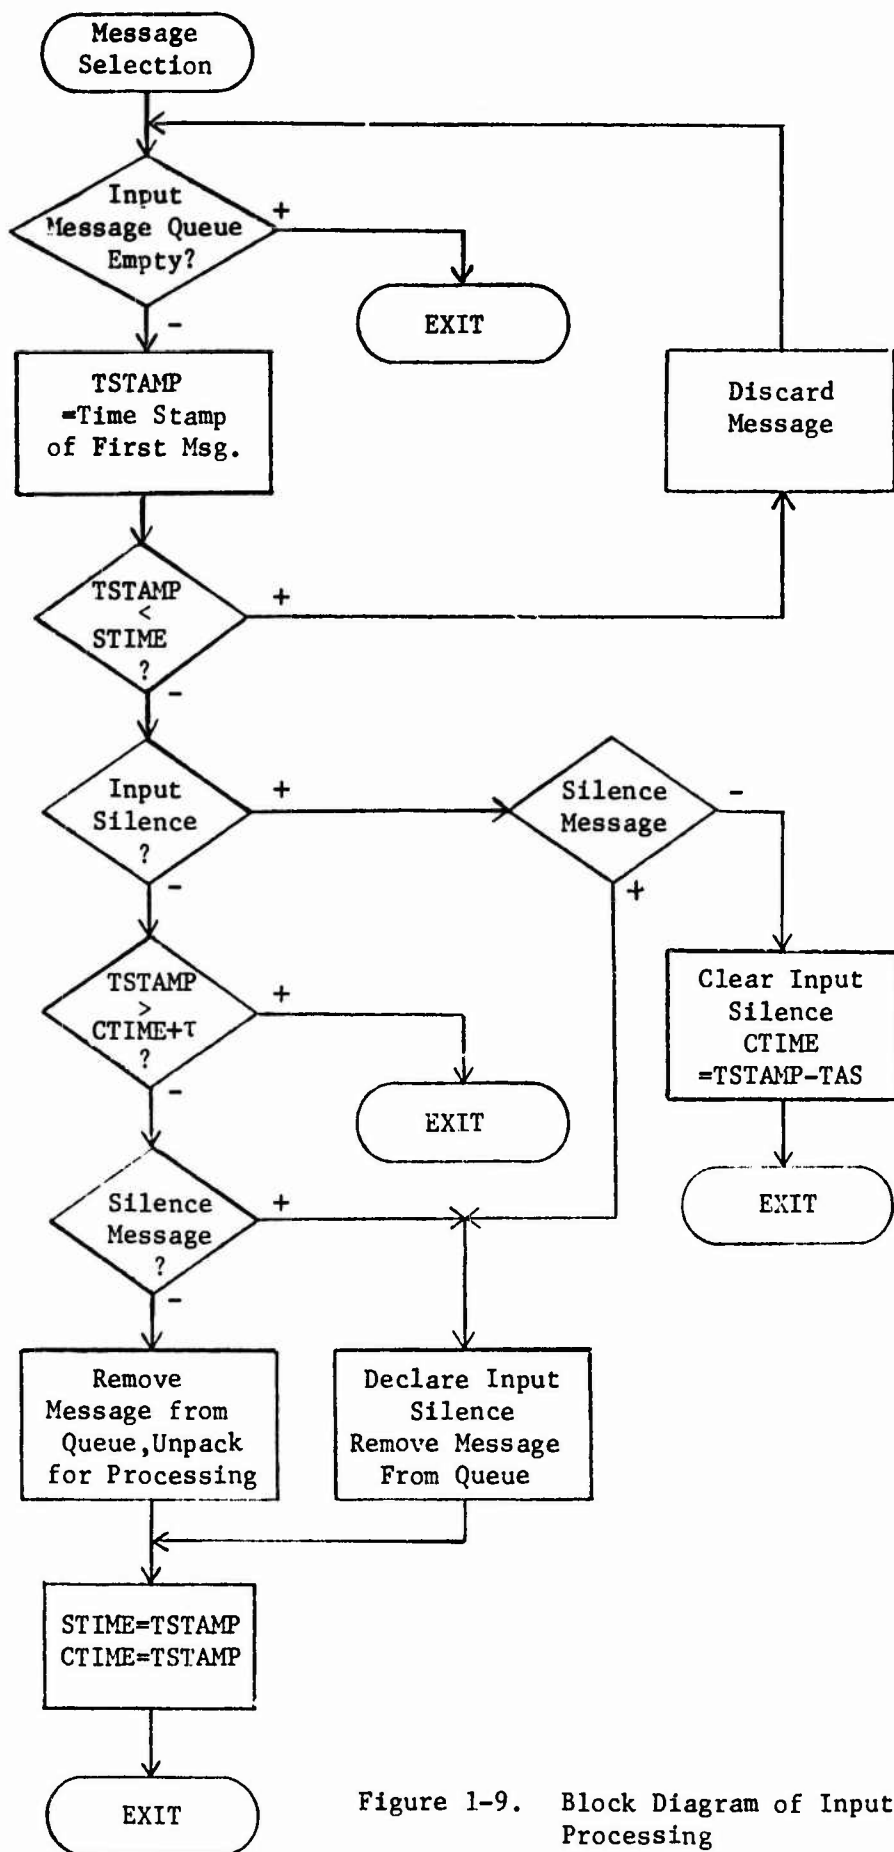 Message
Selection
Input
Message Queue
Empty?
+
-
EXIT
TSTAMP
=Time Stamp
of First Msg.
Discard
Message
TSTAMP
<
STIME
?
+
-
Input
Silence
?
+
-
Silence
Message
-
+
TSTAMP
>
CTIME+τ
?
+
-
EXIT
Clear Input
Silence
CTIME
=TSTAMP-TAS
EXIT
Silence
Message
?
+
-
Remove
Message from
Queue,Unpack
for Processing
Declare Input
Silence
Remove Message
From Queue
STIME=TSTAMP
CTIME=TSTAMP
EXIT
Figure 1-9. Block Diagram of Input
Processing